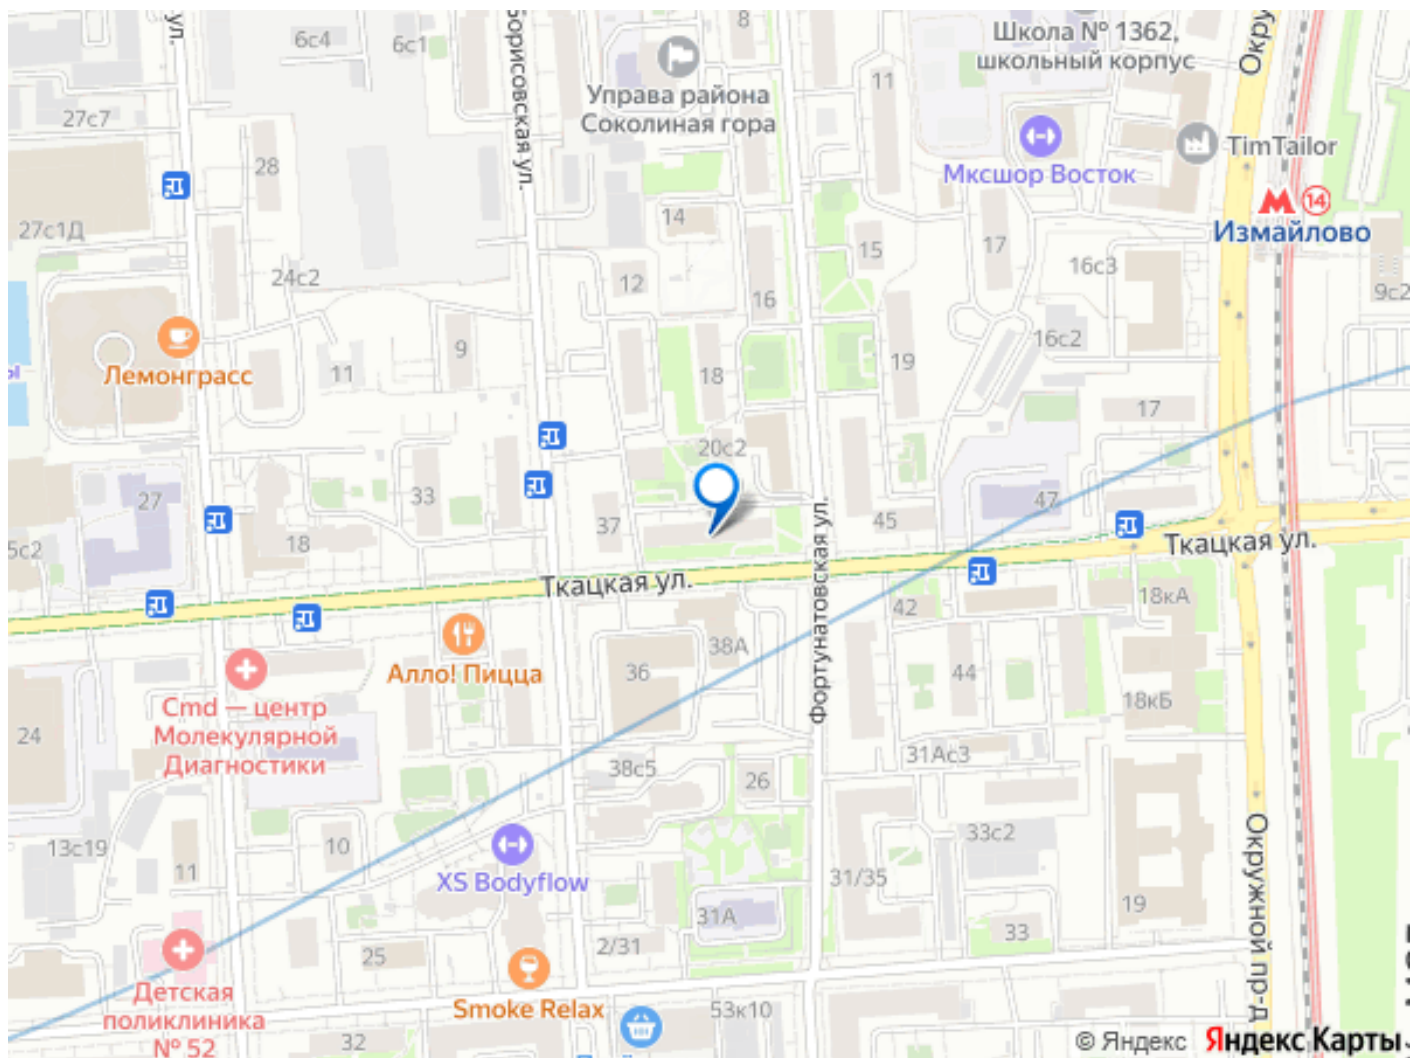 ул.
6с4
6с1
Борисовская ул.
8
Школа № 1362,
школьный корпус
Управа района
Соколиная гора
11
27с7
28
TimTailor
Мксшор Восток
14
Измайлово
27с1Д
14
15
17
16с3
24с2
12
16
9с2
16с2
9
19
Лемонграсс
11
18
17
20с2
33
27
47
37
45
18
5с2
Ткацкая ул.
Ткацкая ул.
Фортунатовская ул.
18кА
42
38А
36
44
Алло! Пицца
18кБ
Cmd — центр
Молекулярной
Диагностики
24
31Ас3
38с5
26
33с2
10
13с19
11
31/35
XS Bodyflow
Окружной пр-д
19
31А
33
2/31
25
Детская
поликлиника
№ 52
Smoke Relax
53к10
32
© Яндекс
Яндекс Карты